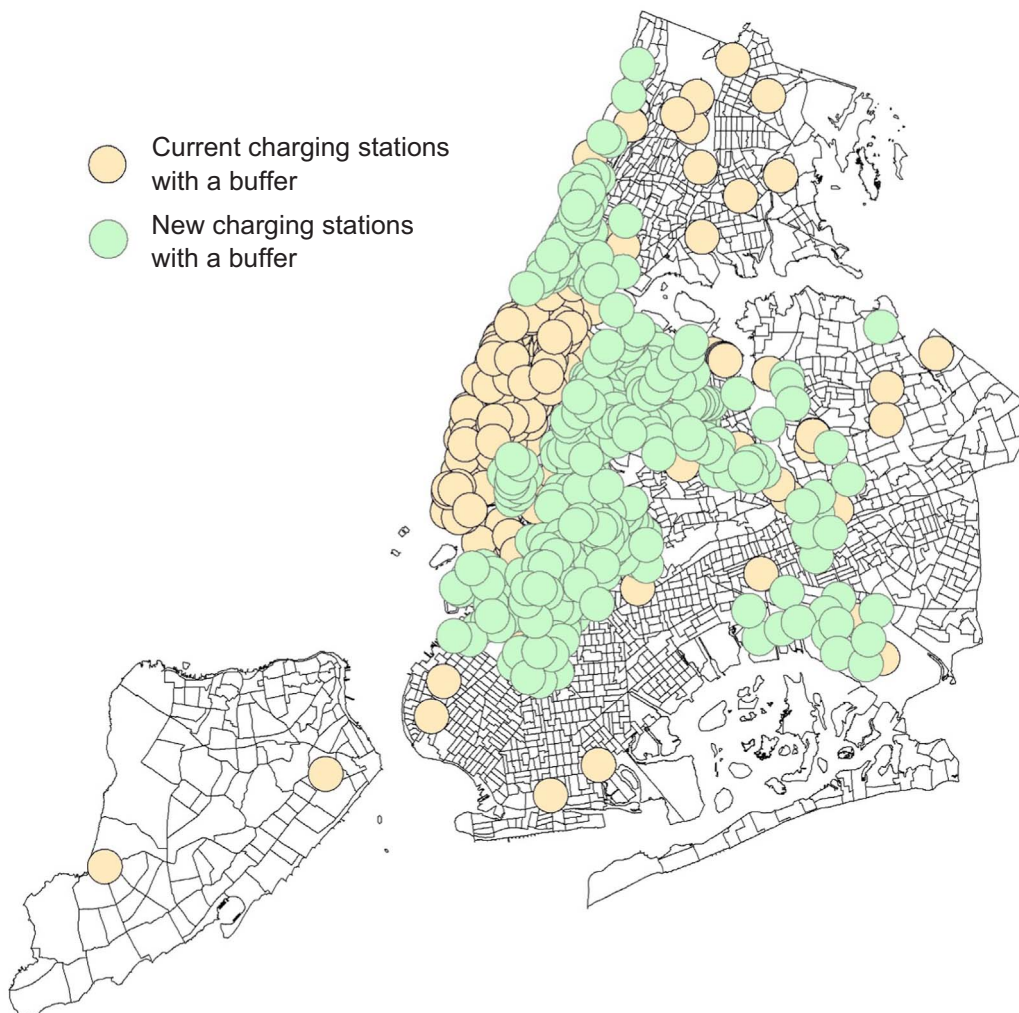 Current charging stations
with a buffer
New charging stations
with a buffer